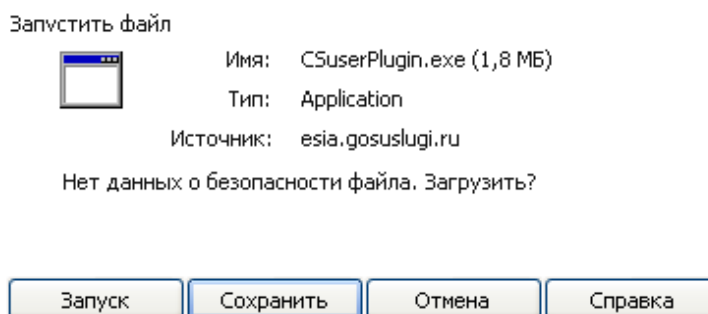 Запустить файл
Имя: CSuserPlugin.exe (1,8 МБ)
Тип: Application
Источник: esia.gosuslugi.ru
Нет данных о безопасности файла. Загрузить?
Запуск Сохранить Отмена Справка